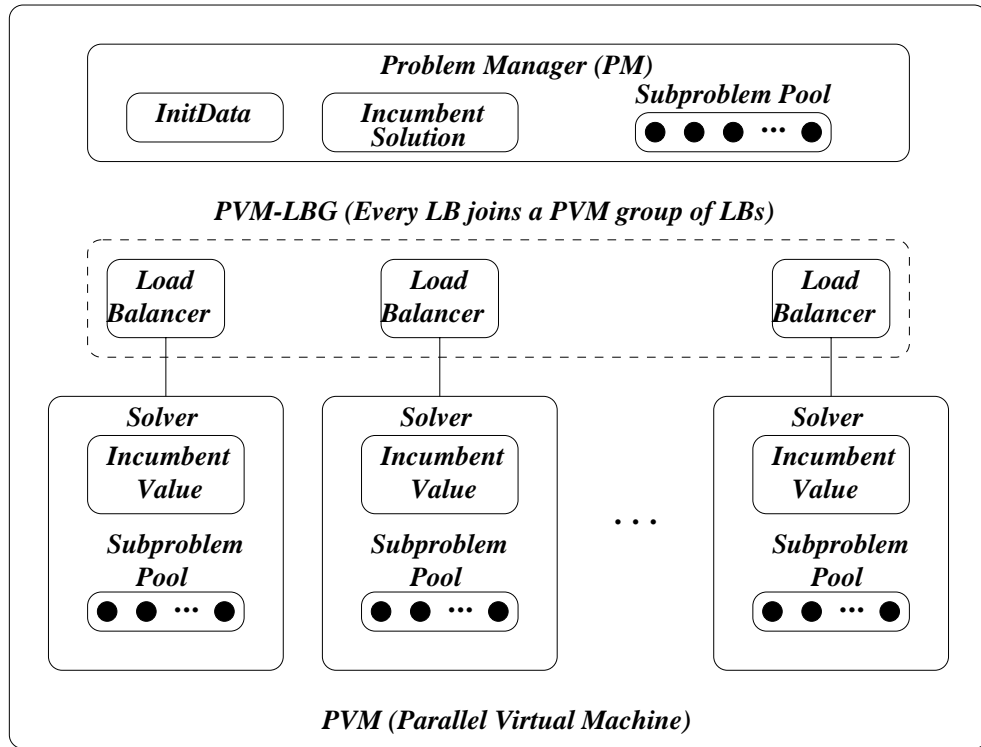 Problem Manager (PM)
InitData
Incumbent
Solution
Subproblem Pool
...
PVM-LBG (Every LB joins a PVM group of LBs)
Load
Balancer
Load
Balancer
Load
Balancer
Solver
Incumbent
Value
Subproblem
Pool
...
Solver
Incumbent
Value
Subproblem
Pool
...
. . .
Solver
Incumbent
Value
Subproblem
Pool
...
PVM (Parallel Virtual Machine)